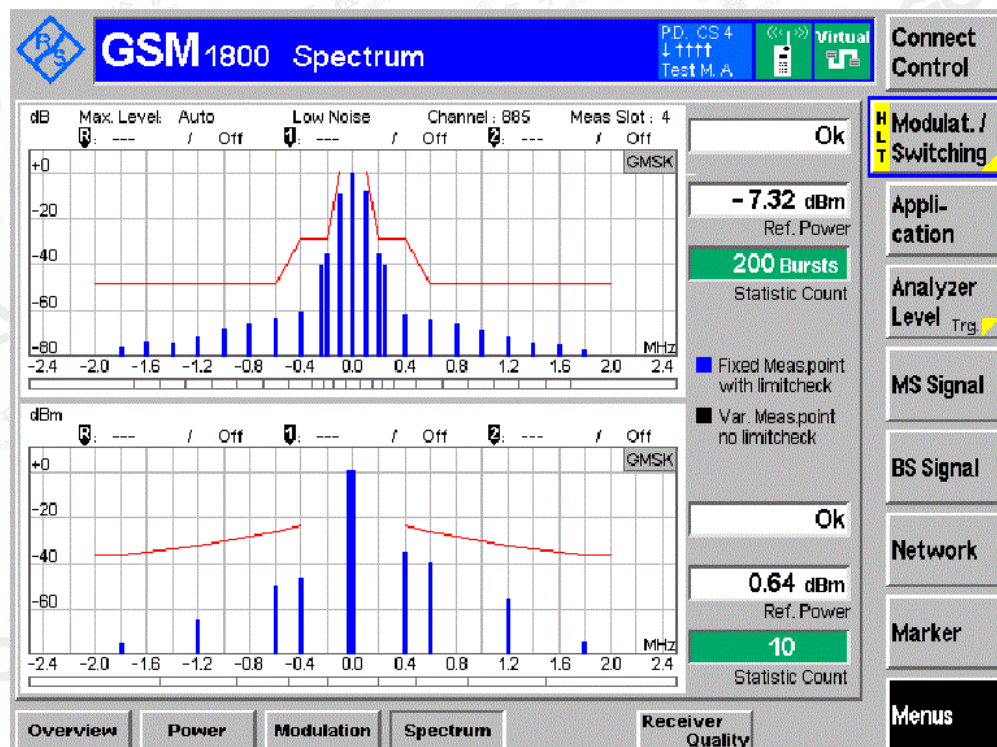 R/S
GSM 1800 Spectrum
P.D. CS 4
Test M. A.
Virtual
Connect Control
dB Max. Level: Auto Low Noise Channel : 885 Meas Slot : 4
R: --- / Off 1: --- / Off 2: --- / Off
GMSK
+0
-20
-40
-60
-80
MHz
-2.4 -2.0 -1.6 -1.2 -0.8 -0.4 0.0 0.4 0.8 1.2 1.6 2.0 2.4
Ok
-7.32 dBm
Ref. Power
200 Bursts
Statistic Count
Fixed Meas.point
with limitcheck
Var. Meas.point
no limitcheck
dBm
R: --- / Off 1: --- / Off 2: --- / Off
GMSK
+0
-20
-40
-60
MHz
-2.4 -2.0 -1.6 -1.2 -0.8 -0.4 0.0 0.4 0.8 1.2 1.6 2.0 2.4
Ok
0.64 dBm
Ref. Power
10
Statistic Count
HLT
Modulat. /
Switching
Appli-
cation
Analyzer
Level Trg.
MS Signal
BS Signal
Network
Marker
Menus
Overview Power Modulation Spectrum Receiver
Quality